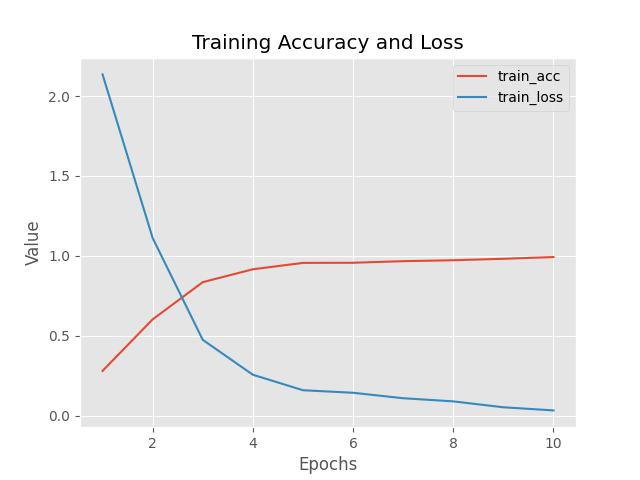 Training Accuracy and Loss
train_acc
train_loss
2.0
1.5
1.0
0.5
0.0
Value
2 4 6 8 10
Epochs